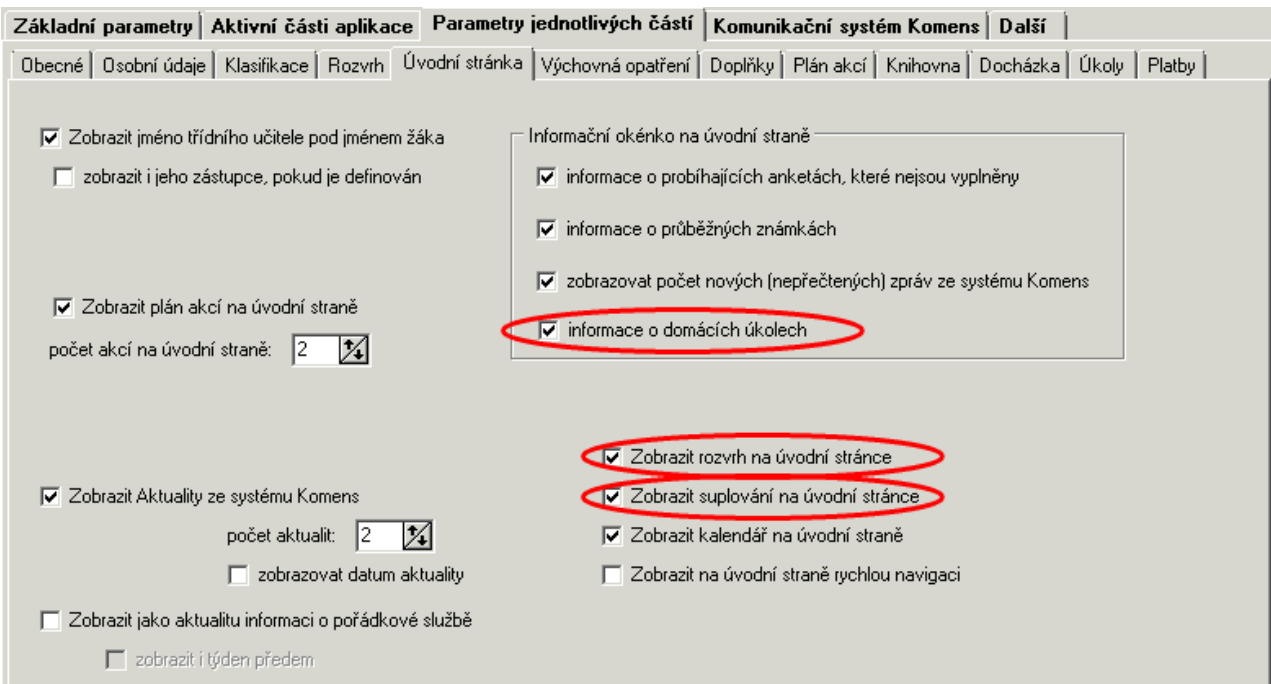 Základní parametry Aktivní části aplikace Parametry jednotlivých částí Komunikační systém Komens Další
Obecné Osobní údaje Klasifikace Rozvrh Úvodní stránka Výchovná opatření Doplňky Plán akcí Knihovna Docházka Úkoly Platby
Zobrazit jméno třídního učitele pod jménem žáka
zobrazit i jeho zástupce, pokud je definován
Zobrazit plán akcí na úvodní straně
počet akcí na úvodní straně: 2
Informační okénko na úvodní straně
informace o probíhajících anketách, které nejsou vyplněny
informace o průběžných známkách
zobrazovat počet nových (nepřečtených) zpráv ze systému Komens
informace o domácích úkolech
Zobrazit Aktuality ze systému Komens
počet aktualit: 2
zobrazovat datum aktuality
Zobrazit jako aktualitu informaci o pořádkové službě
zobrazit i týden předem
Zobrazit rozvrh na úvodní stránce
Zobrazit suplování na úvodní stránce
Zobrazit kalendář na úvodní straně
Zobrazit na úvodní straně rychlou navigaci